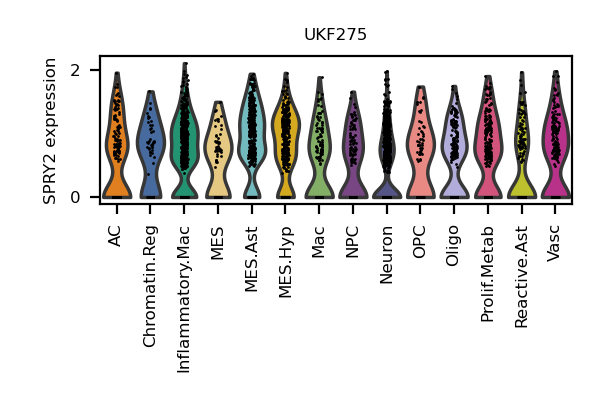 UKF275
SPRY2 expression
2
0
AC
Chromatin.Reg
Inflammatory.Mac
MES
MES.Ast
MES.Hyp
Mac
NPC
Neuron
OPC
Oligo
Prolif.Metab
Reactive.Ast
Vasc